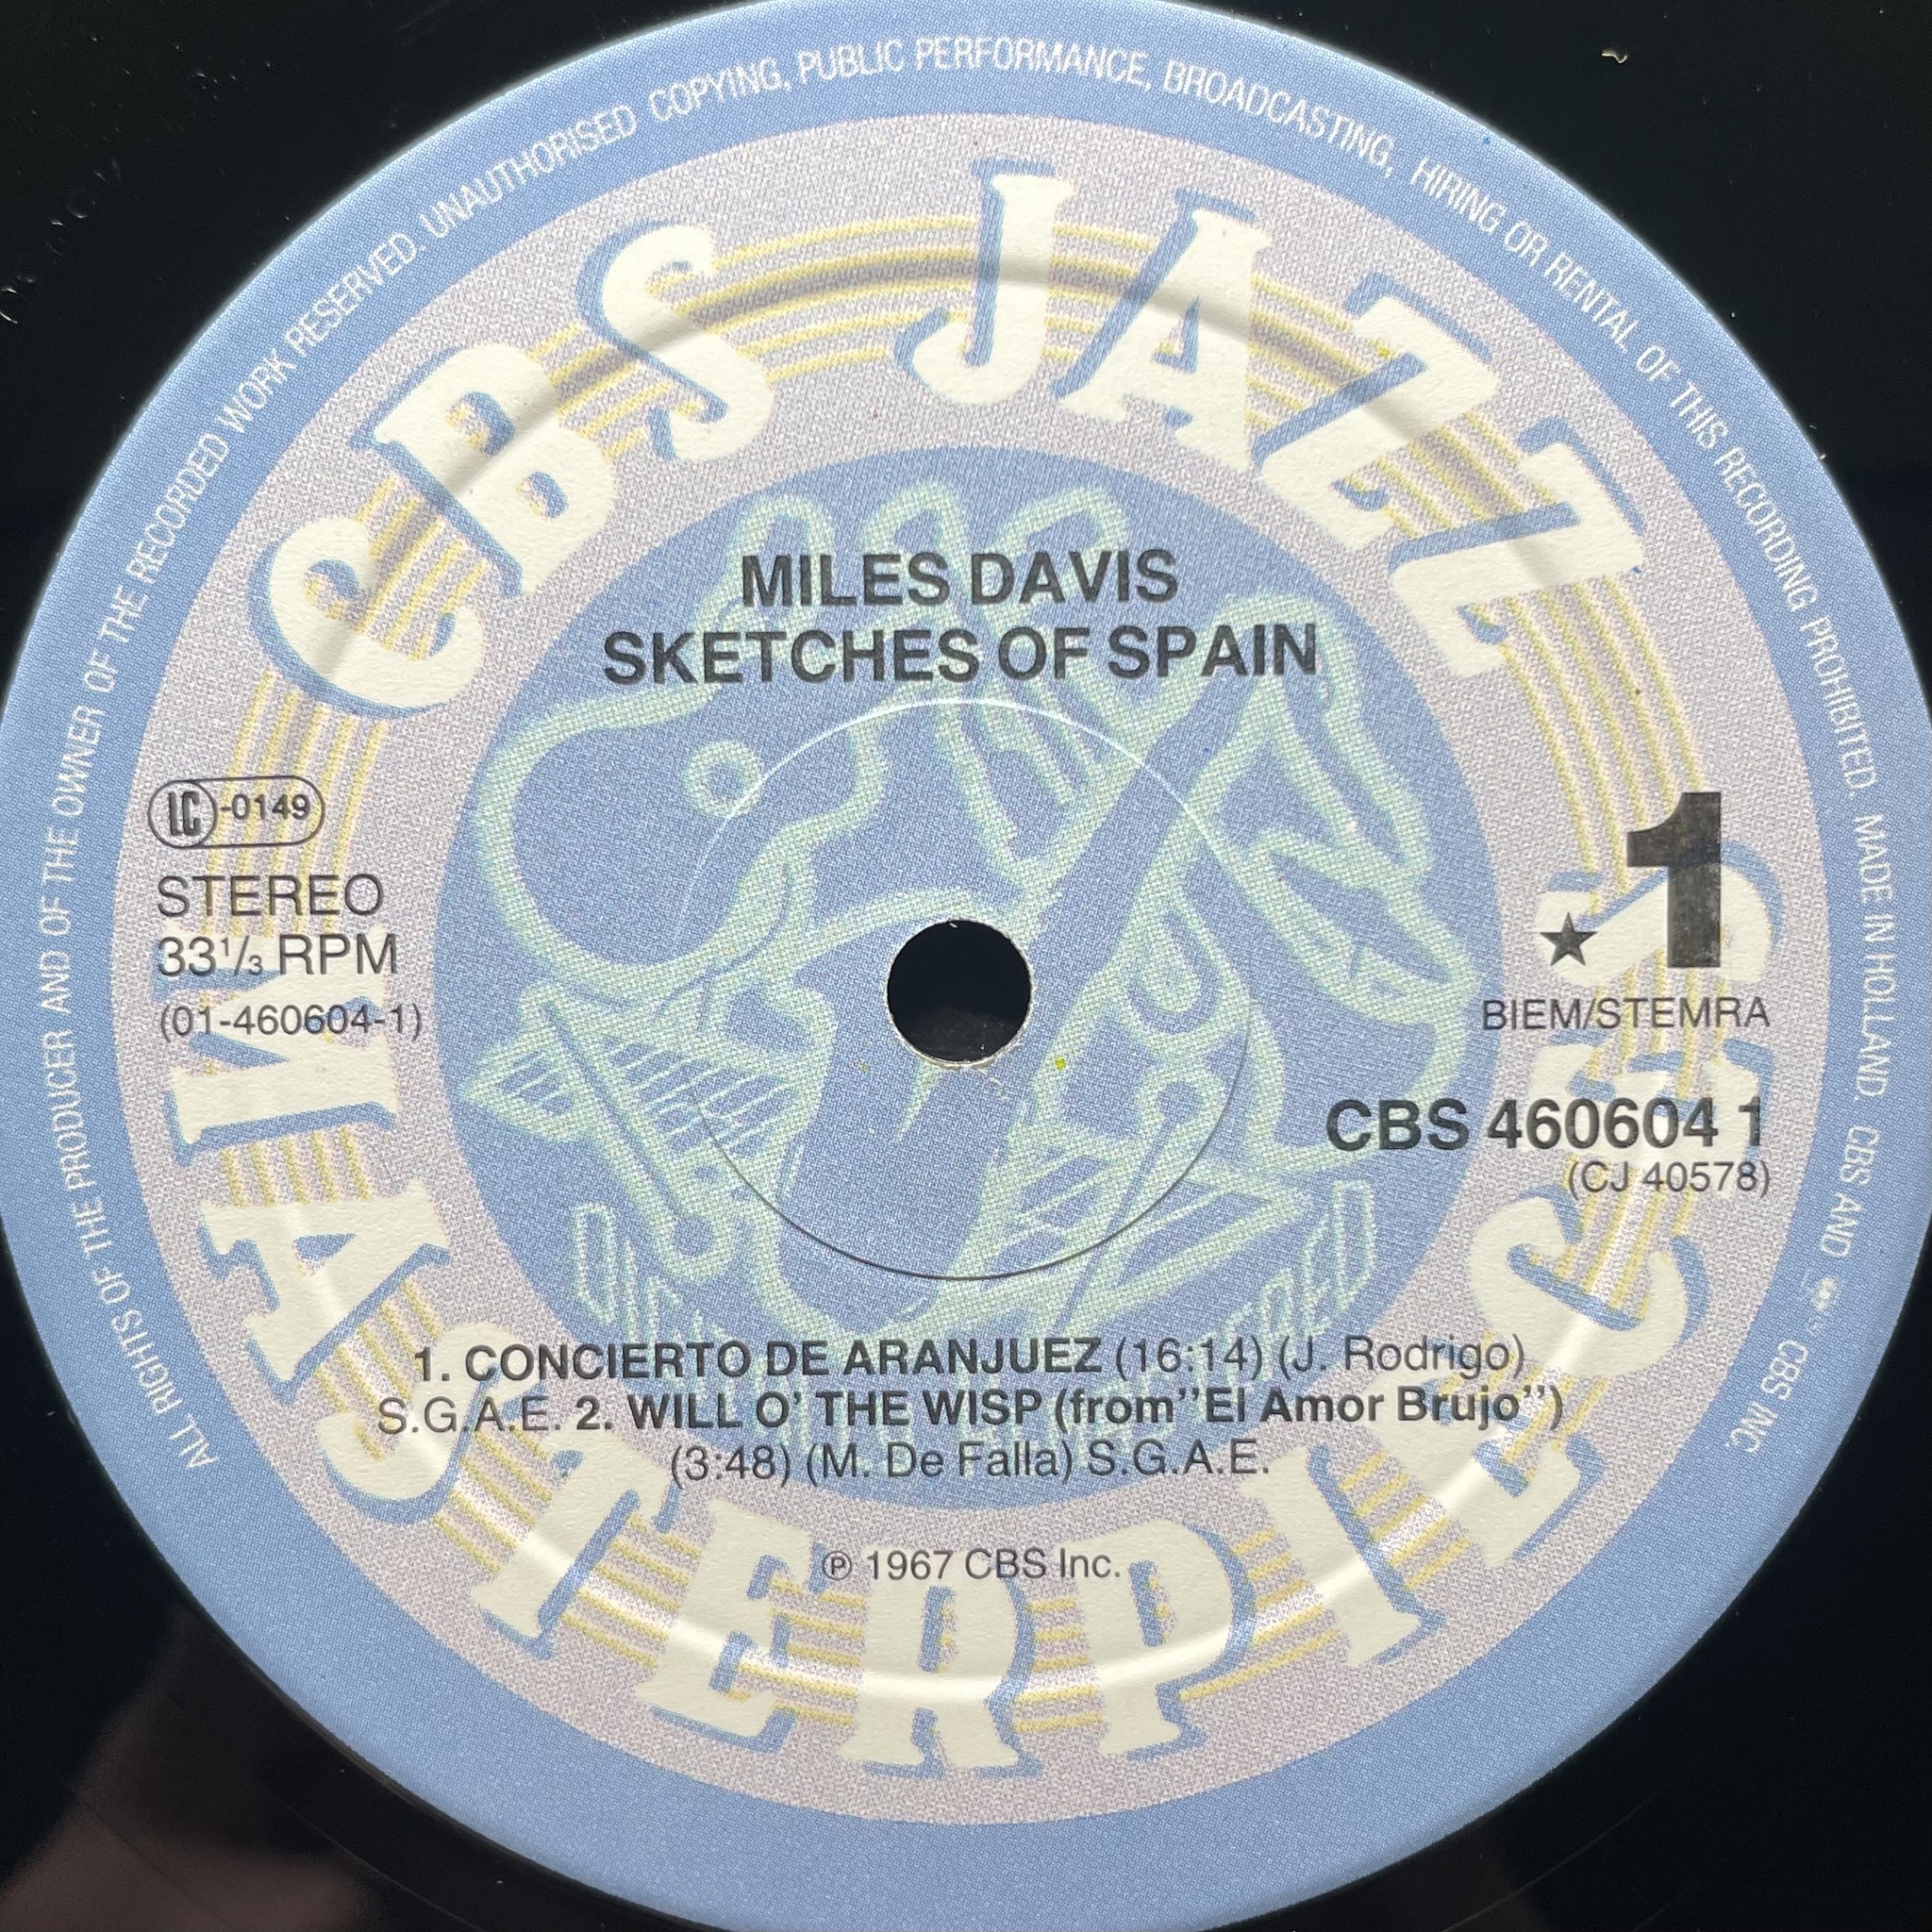 ALL RIGHTS OF THE PRODUCER AND OF THE OWNER OF THE RECORDED WORK RESERVED. UNAUTHORISED COPYING, PUBLIC PERFORMANCE, BROADCASTING, HIRING OR RENTAL OF THIS RECORDING PROHIBITED. MADE IN HOLLAND. CBS AND CBS INC.
CBS JAZZ
MASTERPIECES
MILES DAVIS
SKETCHES OF SPAIN
LC-0149
STEREO
33⅓ RPM
(01-460604-1)
★ 1
BIEM/STEMRA
CBS 460604 1
(CJ 40578)
1. CONCIERTO DE ARANJUEZ (16:14) (J. Rodrigo)
S.G.A.E. 2. WILL O' THE WISP (from ''El Amor Brujo'')
(3:48) (M. De Falla) S.G.A.E.
℗ 1967 CBS Inc.